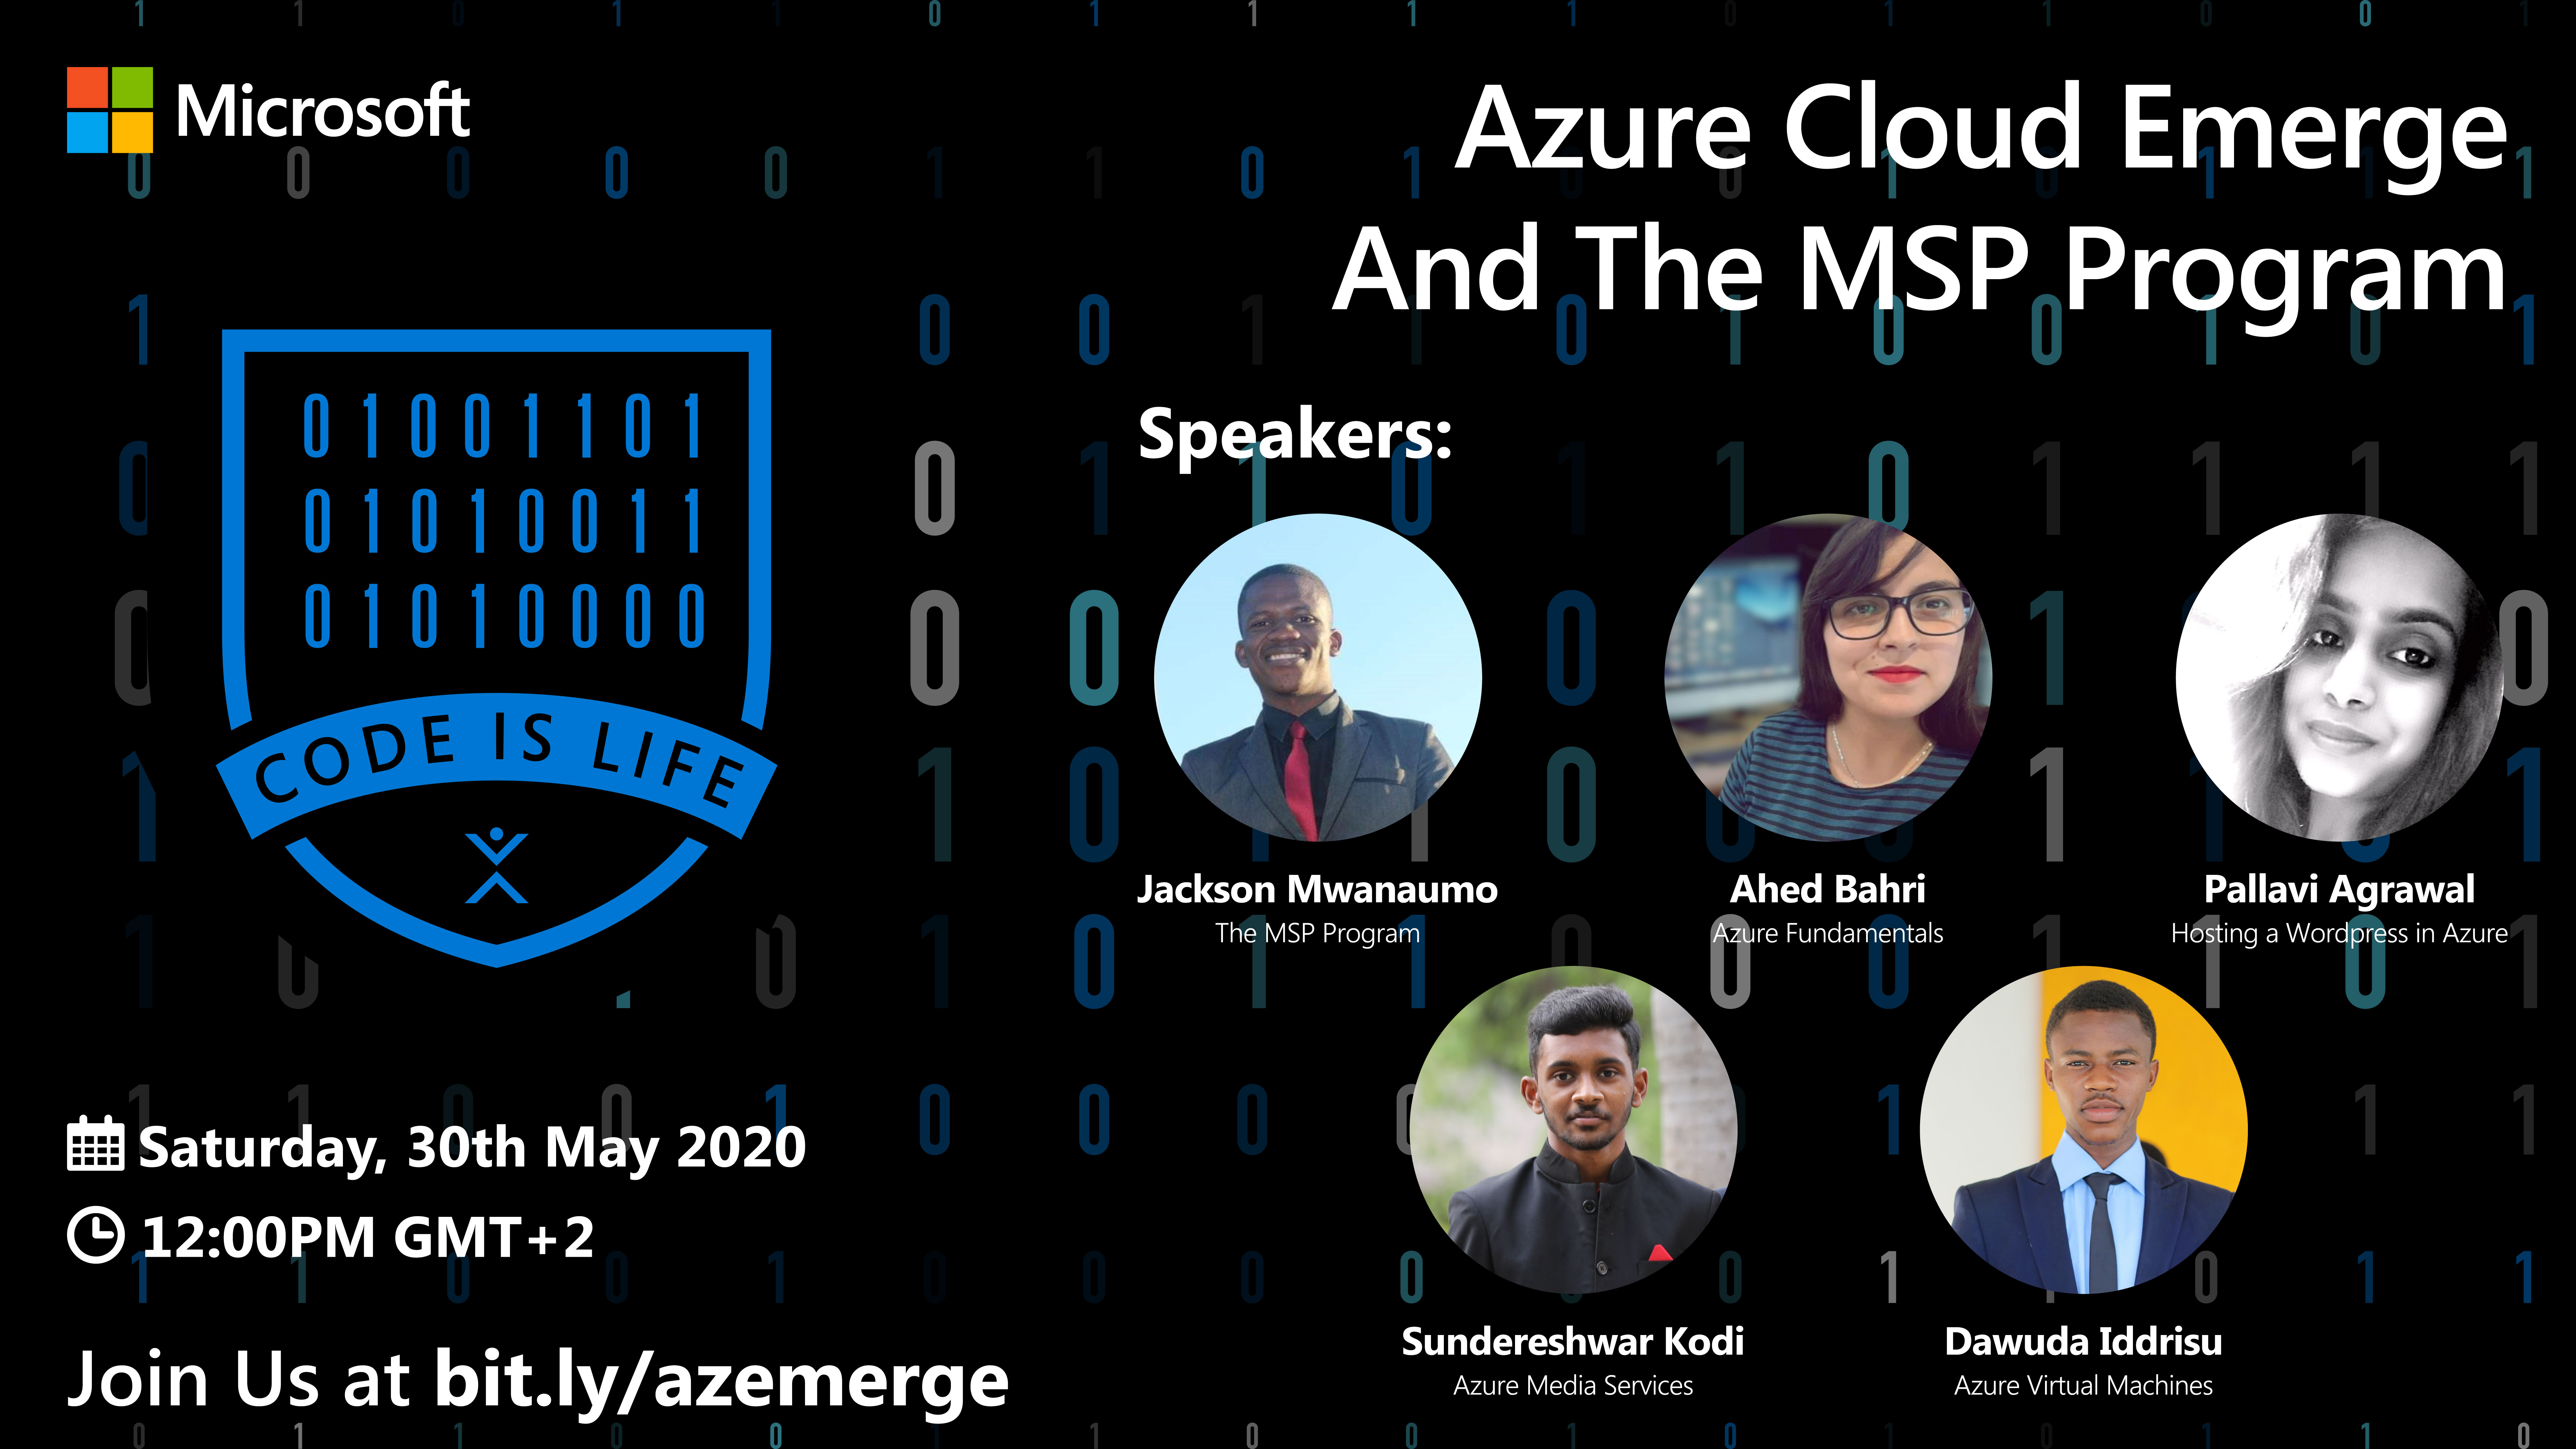 Microsoft
Azure Cloud Emerge
And The MSP Program
01001101
01010011
01010000
CODE IS LIFE
Speakers:
Jackson Mwanaumo
The MSP Program
Ahed Bahri
Azure Fundamentals
Pallavi Agrawal
Hosting a Wordpress in Azure
Sundereshwar Kodi
Azure Media Services
Dawuda Iddrisu
Azure Virtual Machines
Saturday, 30th May 2020
12:00PM GMT+2
Join Us at bit.ly/azemerge